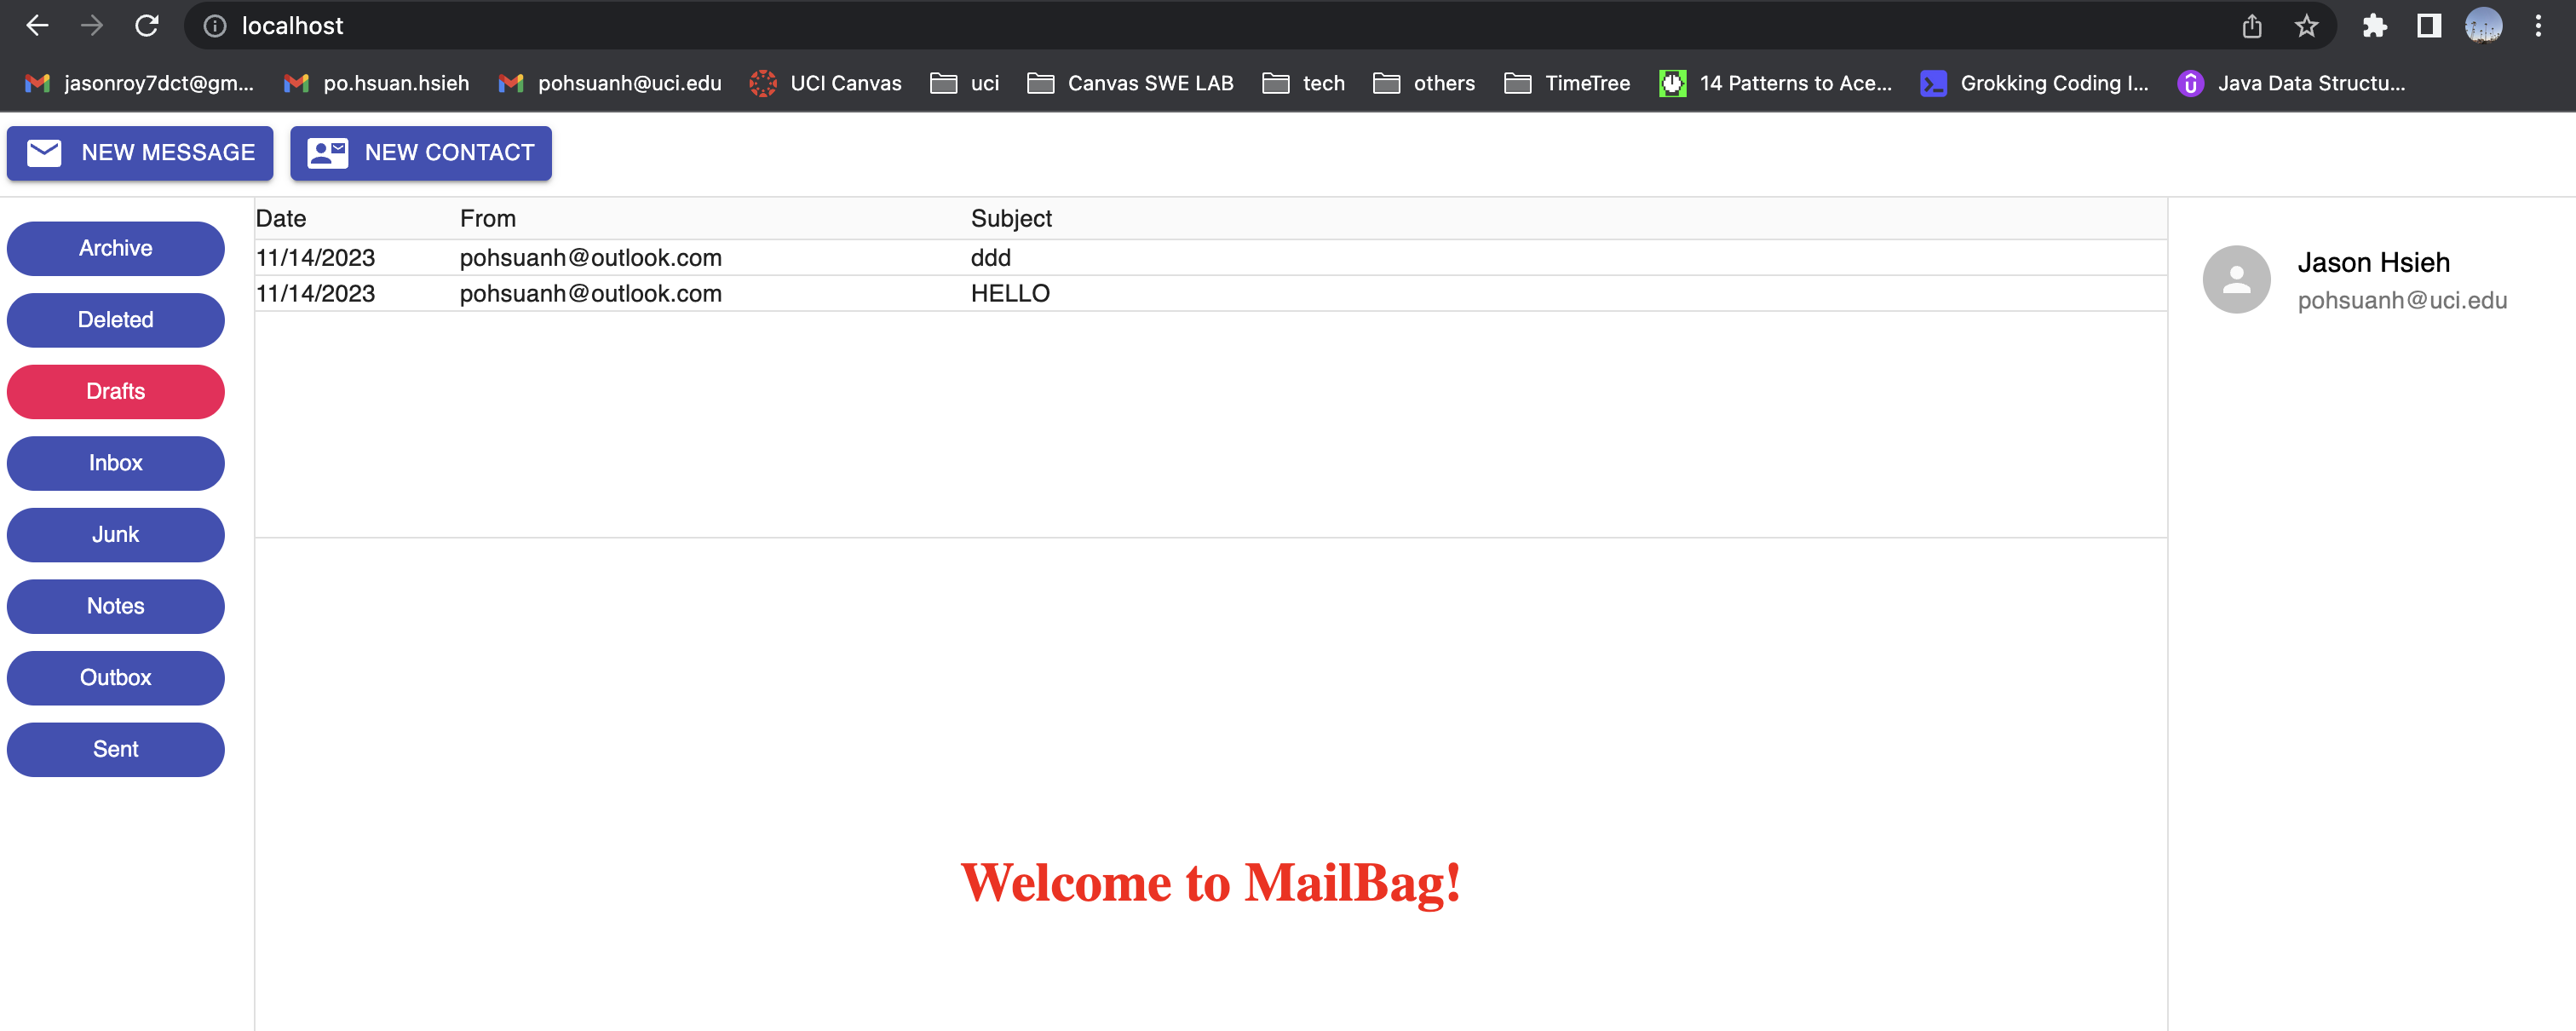 localhost
jasonroy7dct@gm... po.hsuan.hsieh pohsuanh@uci.edu UCI Canvas uci Canvas SWE LAB tech others TimeTree 14 Patterns to Ace... Grokking Coding I... Java Data Structu...
NEW MESSAGE NEW CONTACT
Archive
Deleted
Drafts
Inbox
Junk
Notes
Outbox
Sent
Date From Subject
11/14/2023 pohsuanh@outlook.com ddd
11/14/2023 pohsuanh@outlook.com HELLO
Welcome to MailBag!
Jason Hsieh
pohsuanh@uci.edu